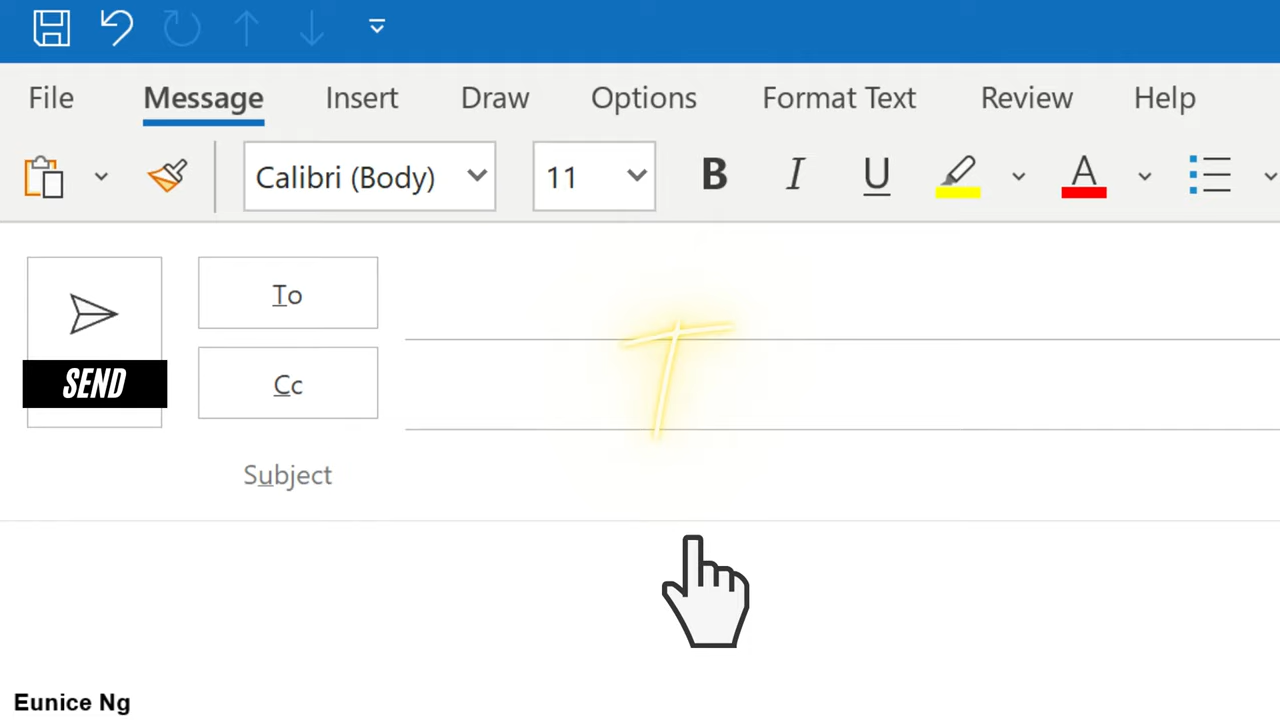 File Message Insert Draw Options Format Text Review Help
Calibri (Body) 11 B I U A
To
T
SEND
Cc
Subject
Eunice Ng